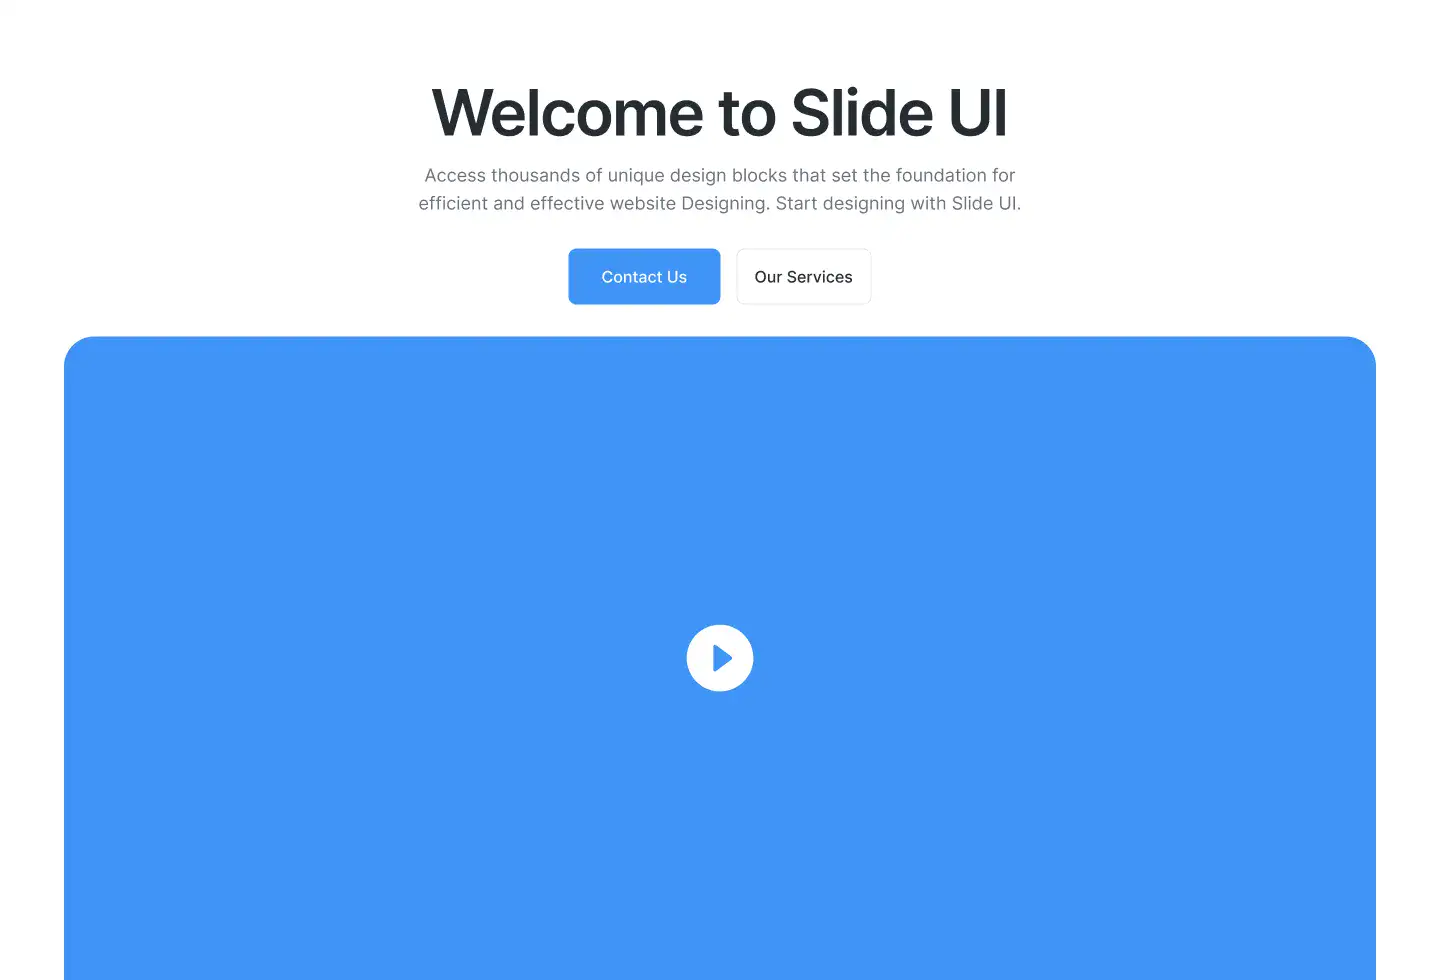 Welcome to Slide UI
Access thousands of unique design blocks that set the foundation for
efficient and effective website Designing. Start designing with Slide UI.
Contact Us
Our Services